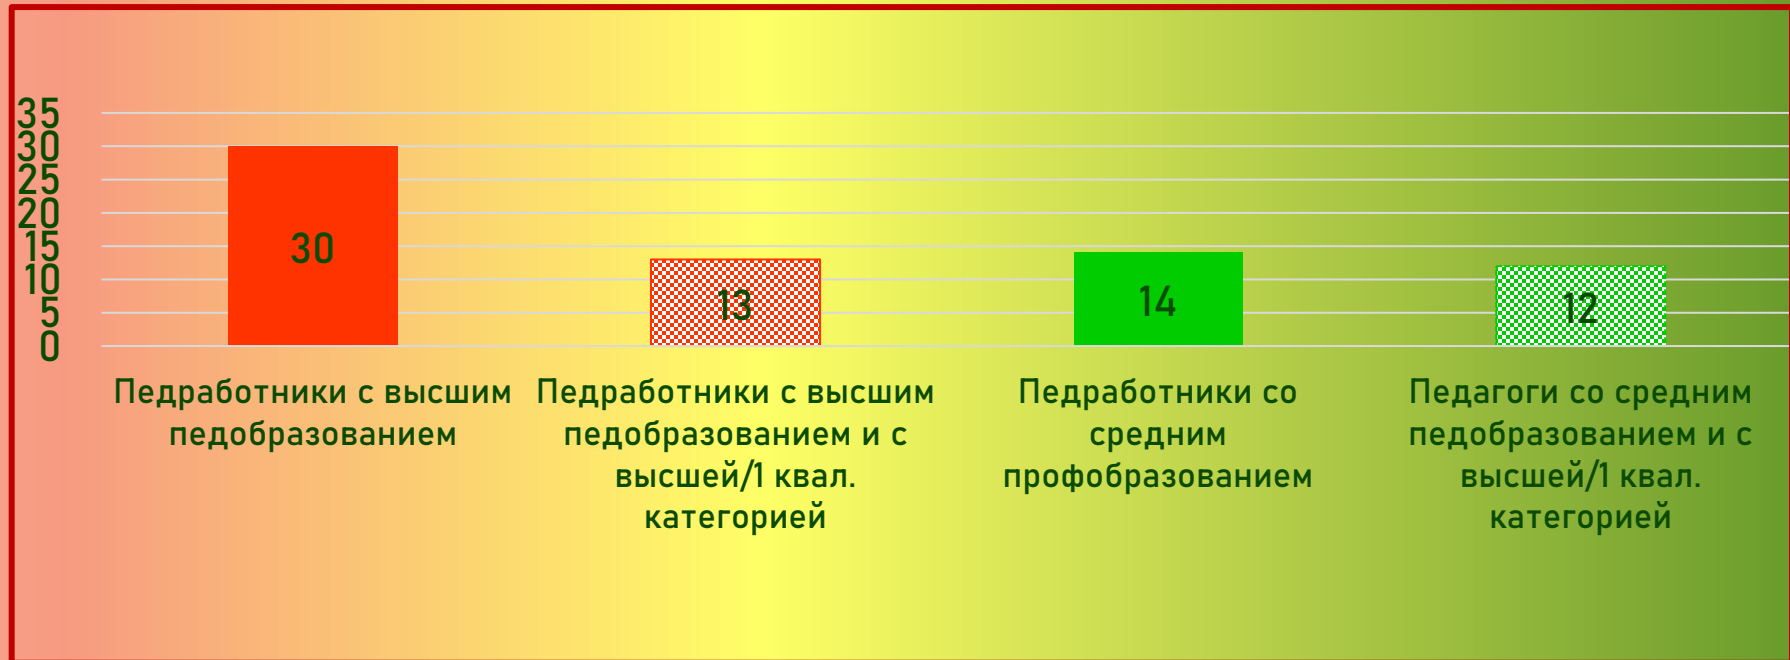 35
30
25
20
15
10
5
0
30
13
14
12
Педработники с высшим
педобразованием
Педработники с высшим
педобразованием и с
высшей/1 квал.
категорией
Педработники со
средним
профобразованием
Педагоги со средним
педобразованием и с
высшей/1 квал.
категорией